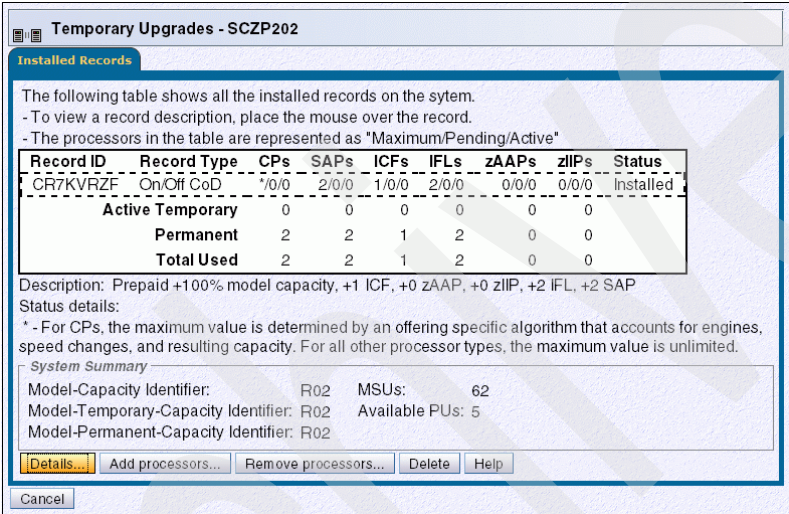 Temporary Upgrades - SCZP202
Installed Records
The following table shows all the installed records on the sytem.
- To view a record description, place the mouse over the record.
- The processors in the table are represented as "Maximum/Pending/Active"
Record ID Record Type CPs SAPs ICFs IFLs zAAPs zIIPs Status
CR7KVRZF On/Off CoD */0/0 2/0/0 1/0/0 2/0/0 0/0/0 0/0/0 Installed
Active Temporary 0 0 0 0 0 0
Permanent 2 2 1 2 0 0
Total Used 2 2 1 2 0 0
Description: Prepaid +100% model capacity, +1 ICF, +0 zAAP, +0 zIIP, +2 IFL, +2 SAP
Status details:
* - For CPs, the maximum value is determined by an offering specific algorithm that accounts for engines,
speed changes, and resulting capacity. For all other processor types, the maximum value is unlimited.
System Summary
Model-Capacity Identifier: R02 MSUs: 62
Model-Temporary-Capacity Identifier: R02 Available PUs: 5
Model-Permanent-Capacity Identifier: R02
Details... Add processors... Remove processors... Delete Help
Cancel